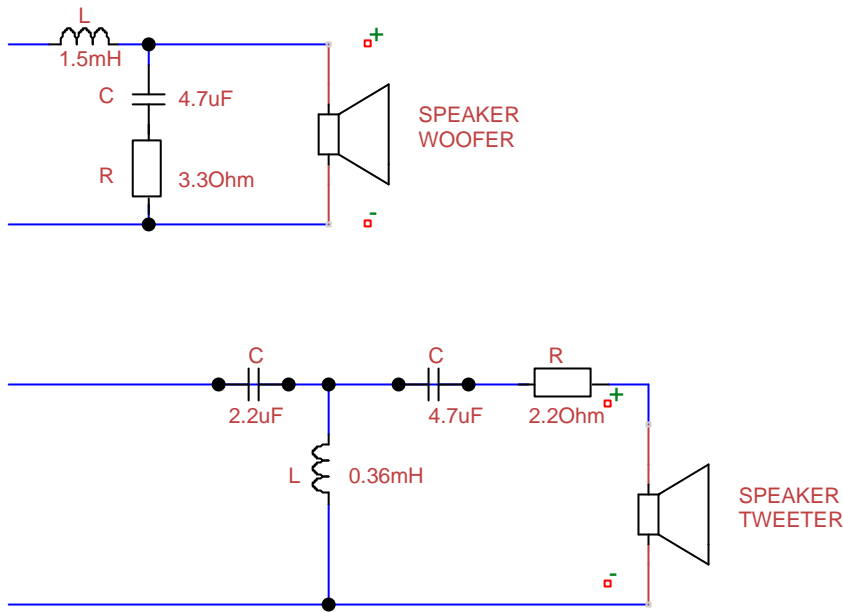 L
1.5mH
+
C 4.7uF
SPEAKER
WOOFER
R 3.3Ohm
-
C C R
2.2uF 4.7uF 2.2Ohm
+
L 0.36mH
SPEAKER
TWEETER
-